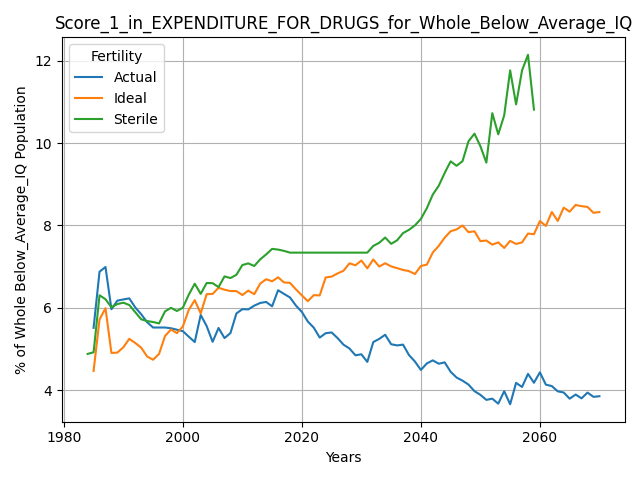 Score_1_in_EXPENDITURE_FOR_DRUGS_for_Whole_Below_Average_IQ
Fertility
Actual
Ideal
Sterile
% of Whole Below_Average_IQ Population
12
10
8
6
4
1980 2000 2020 2040 2060
Years